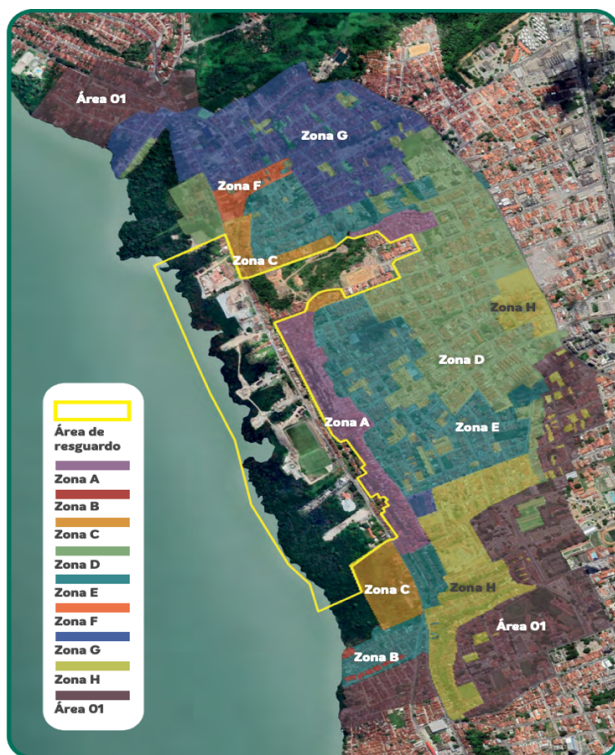 Área 01
Zona G
Zona F
Zona C
Zona H
Zona D
Zona A
Zona E
Zona C
Zona H
Área 01
Zona B
Área de
resguardo
Zona A
Zona B
Zona C
Zona D
Zona E
Zona F
Zona G
Zona H
Área 01